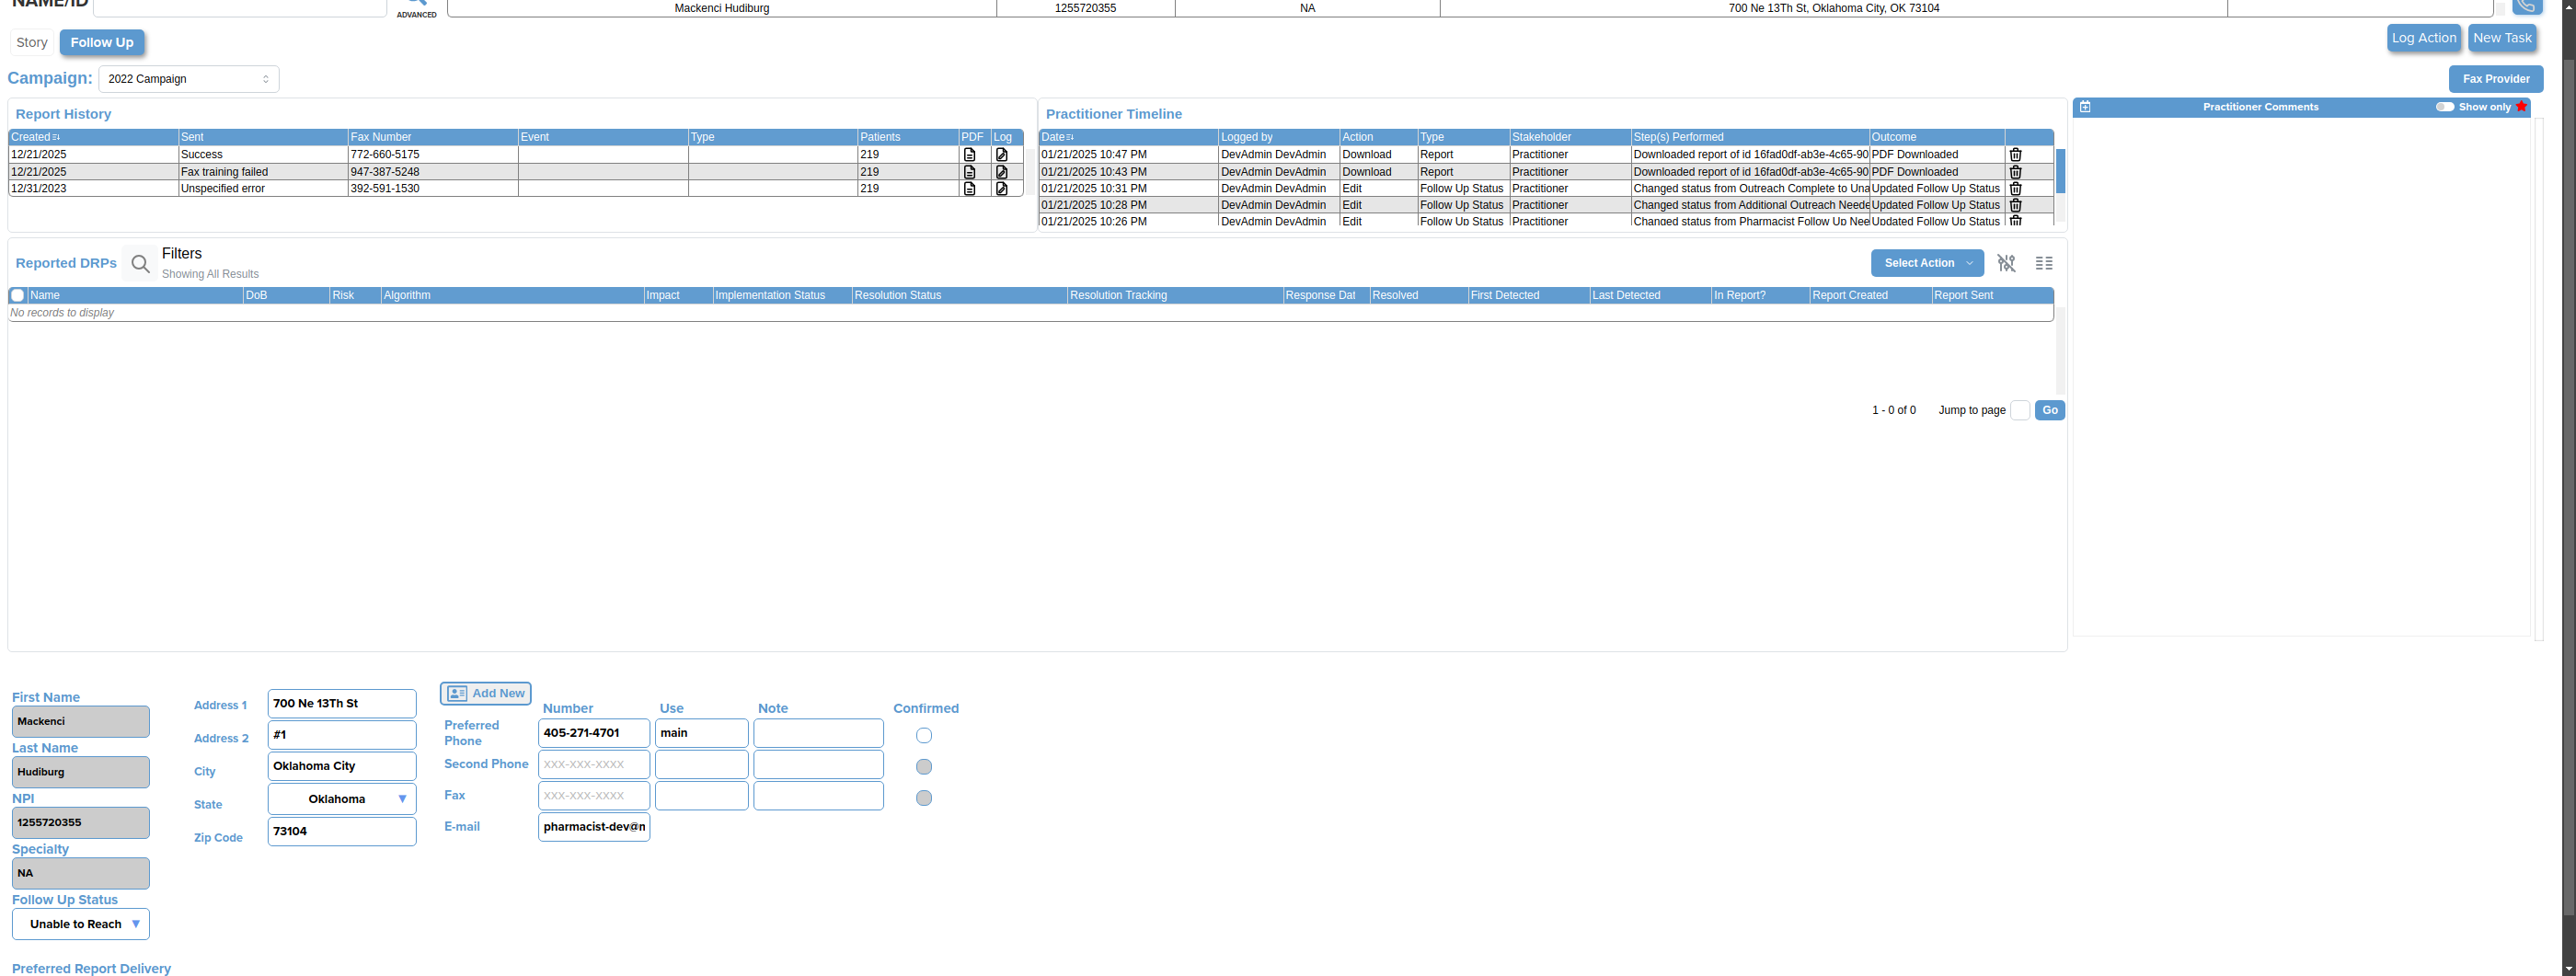 NAME/ID ADVANCED Mackenci Hudiburg 1255720355 NA 700 Ne 13Th St, Oklahoma City, OK 73104
Story Follow Up Log Action New Task
Campaign: 2022 Campaign Fax Provider
Report History
Created Sent Fax Number Event Type Patients PDF Log
12/21/2025 Success 772-660-5175 219
12/21/2025 Fax training failed 947-387-5248 219
12/31/2023 Unspecified error 392-591-1530 219
Practitioner Timeline
Date Logged by Action Type Stakeholder Step(s) Performed Outcome
01/21/2025 10:47 PM DevAdmin DevAdmin Download Report Practitioner Downloaded report of id 16fad0df-ab3e-4c65-90 PDF Downloaded
01/21/2025 10:43 PM DevAdmin DevAdmin Download Report Practitioner Downloaded report of id 16fad0df-ab3e-4c65-90 PDF Downloaded
01/21/2025 10:31 PM DevAdmin DevAdmin Edit Follow Up Status Practitioner Changed status from Outreach Complete to Una Updated Follow Up Status
01/21/2025 10:28 PM DevAdmin DevAdmin Edit Follow Up Status Practitioner Changed status from Additional Outreach Neede Updated Follow Up Status
01/21/2025 10:26 PM DevAdmin DevAdmin Edit Follow Up Status Practitioner Changed status from Pharmacist Follow Up Nee Updated Follow Up Status
Practitioner Comments Show only
Reported DRPs Filters
Showing All Results
Select Action
Name DoB Risk Algorithm Impact Implementation Status Resolution Status Resolution Tracking Response Dat Resolved First Detected Last Detected In Report? Report Created Report Sent
No records to display
1 - 0 of 0 Jump to page Go
First Name
Mackenci
Last Name
Hudiburg
NPI
1255720355
Specialty
NA
Follow Up Status
Unable to Reach
Preferred Report Delivery
Address 1 700 Ne 13Th St
Address 2 #1
City Oklahoma City
State Oklahoma
Zip Code 73104
Add New
Number Use Note Confirmed
Preferred Phone 405-271-4701 main
Second Phone xxx-xxx-xxxx
Fax xxx-xxx-xxxx
E-mail pharmacist-dev@n